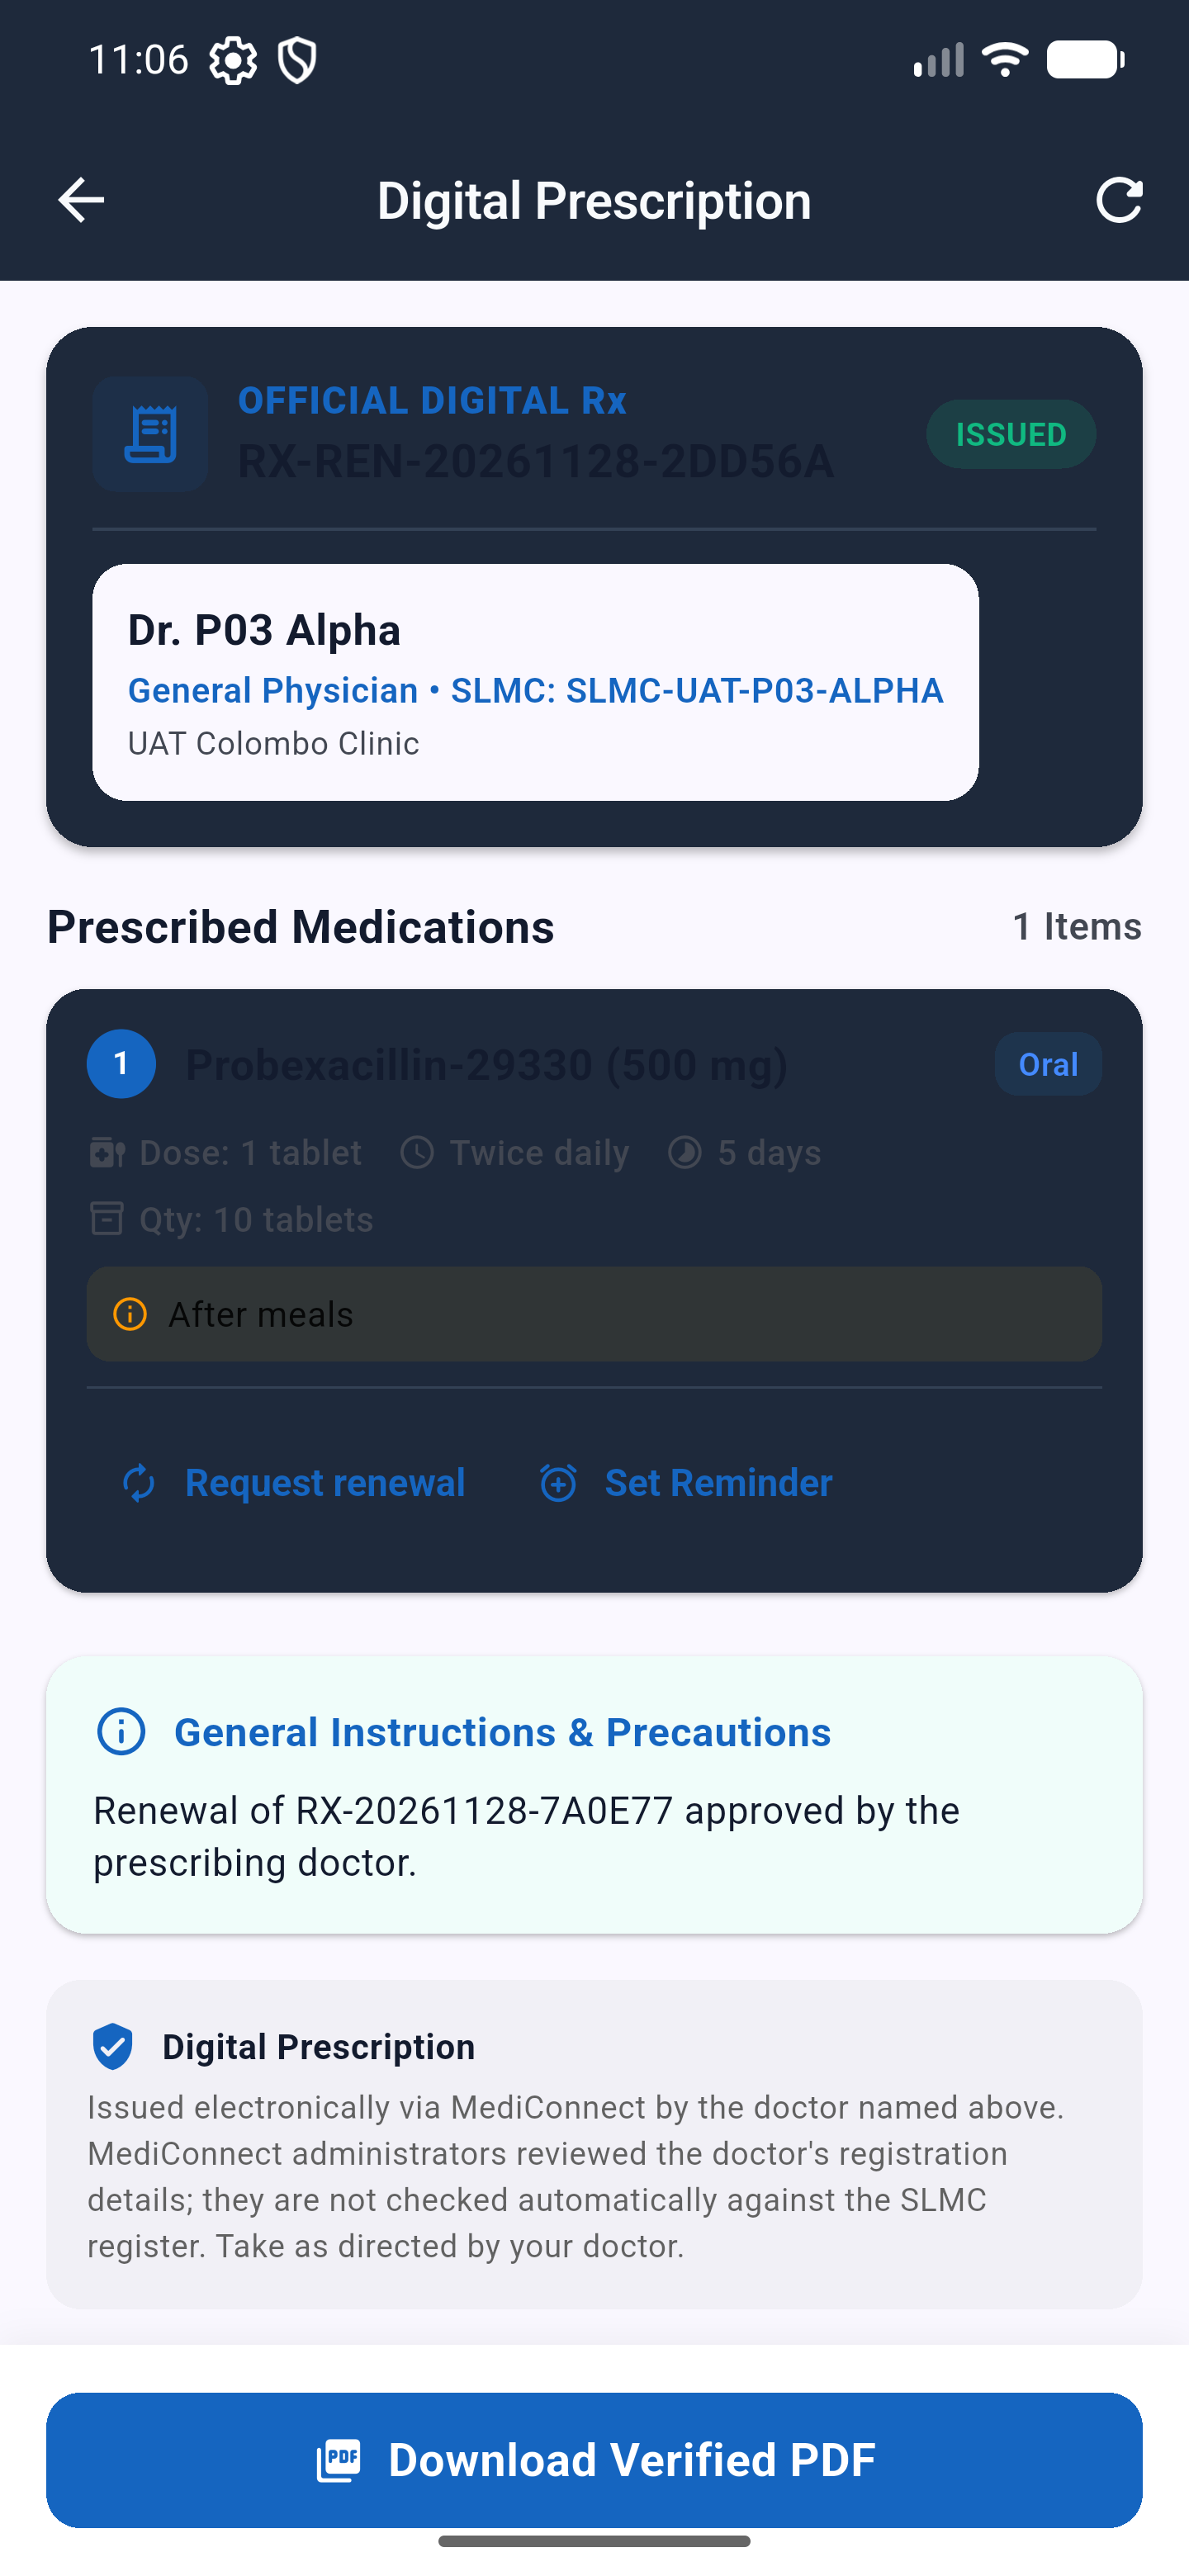 11:06
Digital Prescription
OFFICIAL DIGITAL Rx
RX-REN-20261128-2DD56A
ISSUED
Dr. P03 Alpha
General Physician • SLMC: SLMC-UAT-P03-ALPHA
UAT Colombo Clinic
Prescribed Medications
1 Items
1
Probexacillin-29330 (500 mg)
Oral
Dose: 1 tablet
Twice daily
5 days
Qty: 10 tablets
After meals
Request renewal
Set Reminder
General Instructions & Precautions
Renewal of RX-20261128-7A0E77 approved by the
prescribing doctor.
Digital Prescription
Issued electronically via MediConnect by the doctor named above.
MediConnect administrators reviewed the doctor's registration
details; they are not checked automatically against the SLMC
register. Take as directed by your doctor.
PDF
Download Verified PDF